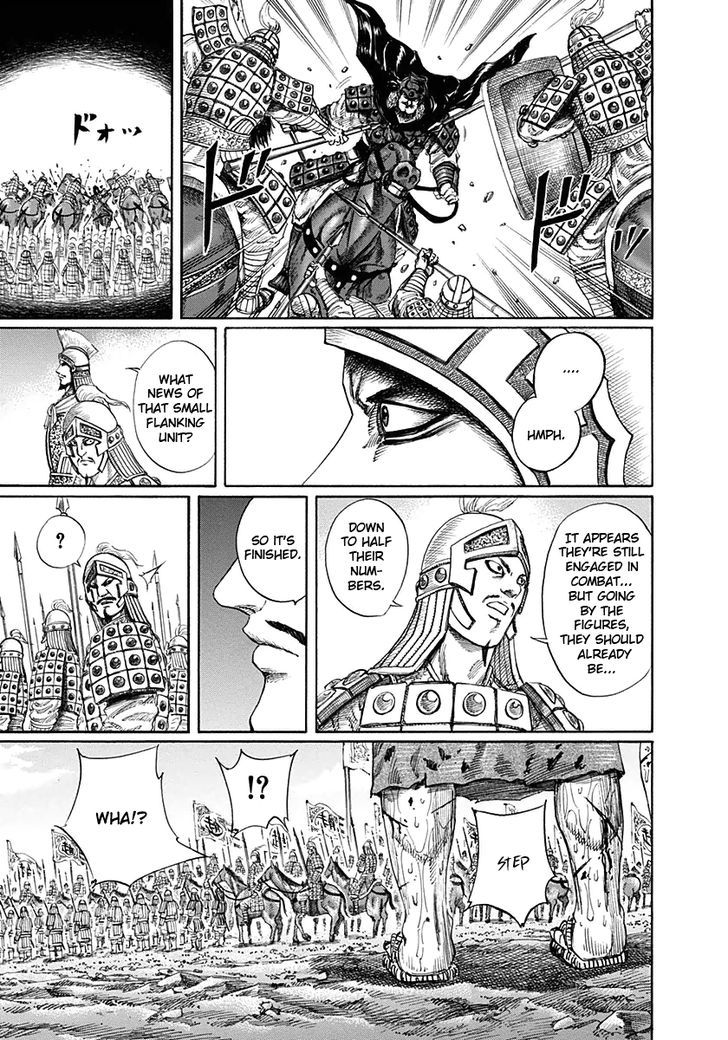 ド
ドッ
ドオッ
....
HMPH.
WHAT
NEWS OF
THAT SMALL
FLANKING
UNIT?
IT APPEARS
THEY'RE STILL
ENGAGED IN
COMBAT...
BUT GOING
BY THE
FIGURES,
THEY SHOULD
ALREADY
BE...
DOWN
TO HALF
THEIR
NUM-
BERS.
SO IT'S
FINISHED.
?
STEP
!?
WHA!?